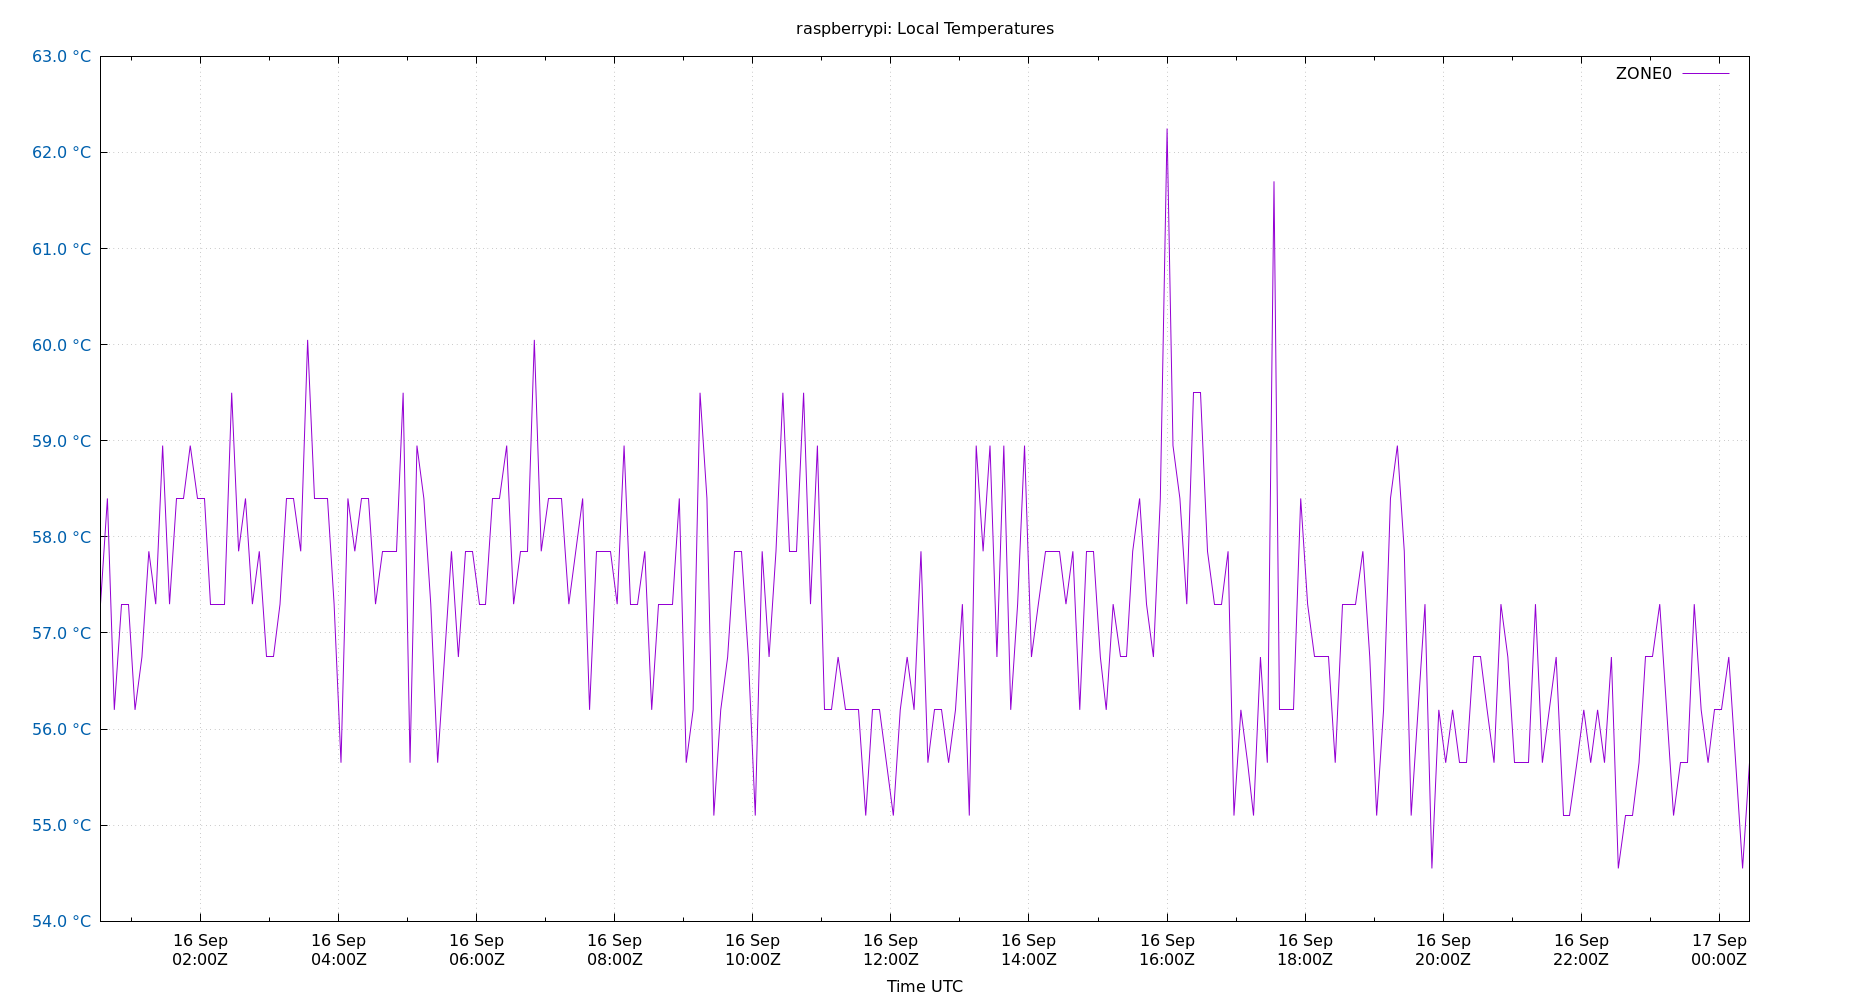 raspberrypi: Local Temperatures
63.0 °C
ZONE0
62.0 °C
61.0 °C
60.0 °C
59.0 °C
58.0 °C
57.0 °C
56.0 °C
55.0 °C
54.0 °C
16 Sep 16 Sep 16 Sep 16 Sep 16 Sep 16 Sep 16 Sep 16 Sep 16 Sep 16 Sep 16 Sep 17 Sep
02:00Z 04:00Z 06:00Z 08:00Z 10:00Z 12:00Z 14:00Z 16:00Z 18:00Z 20:00Z 22:00Z 00:00Z
Time UTC